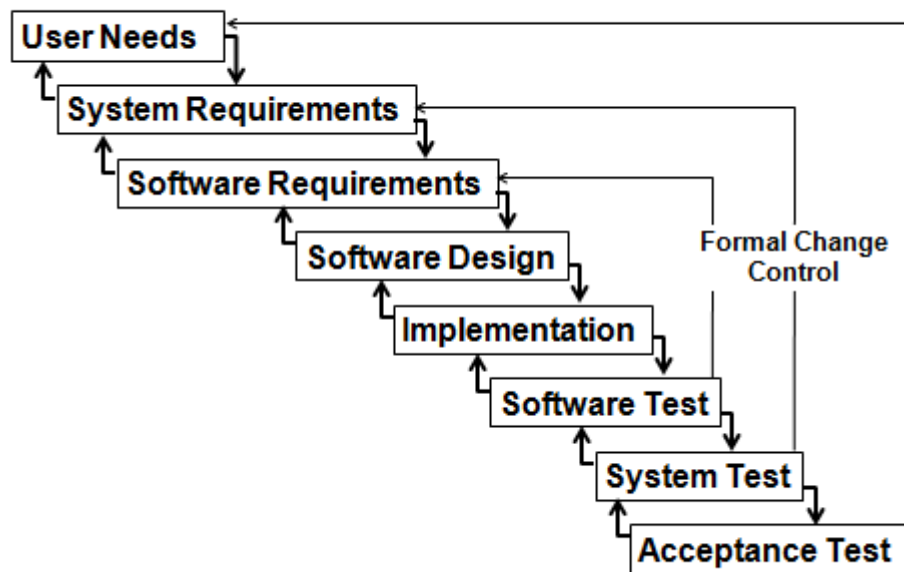 User Needs
System Requirements
Software Requirements
Formal Change
Control
Software Design
Implementation
Software Test
System Test
Acceptance Test